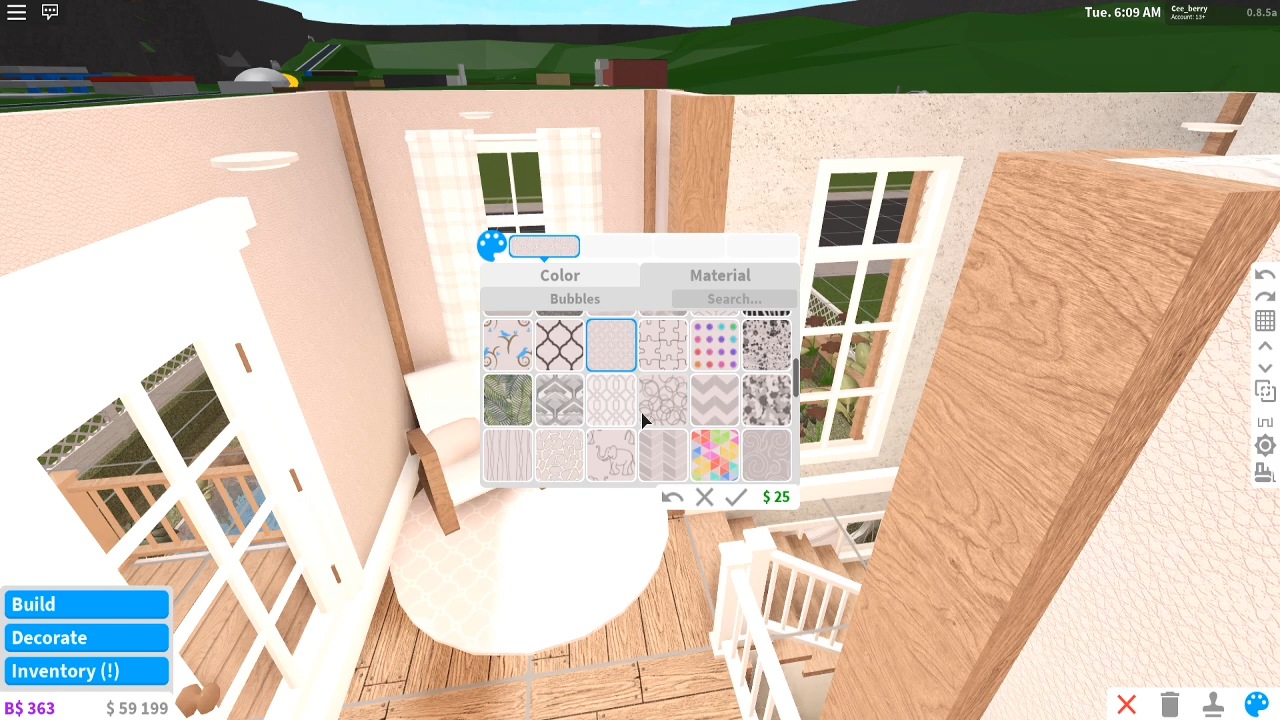 Tue. 6:09 AM
Cee_berry
Account: 13+
0.8.5a
Color
Material
Bubbles
Search...
$ 25
Build
Decorate
Inventory (!)
B$ 363
$ 59 199